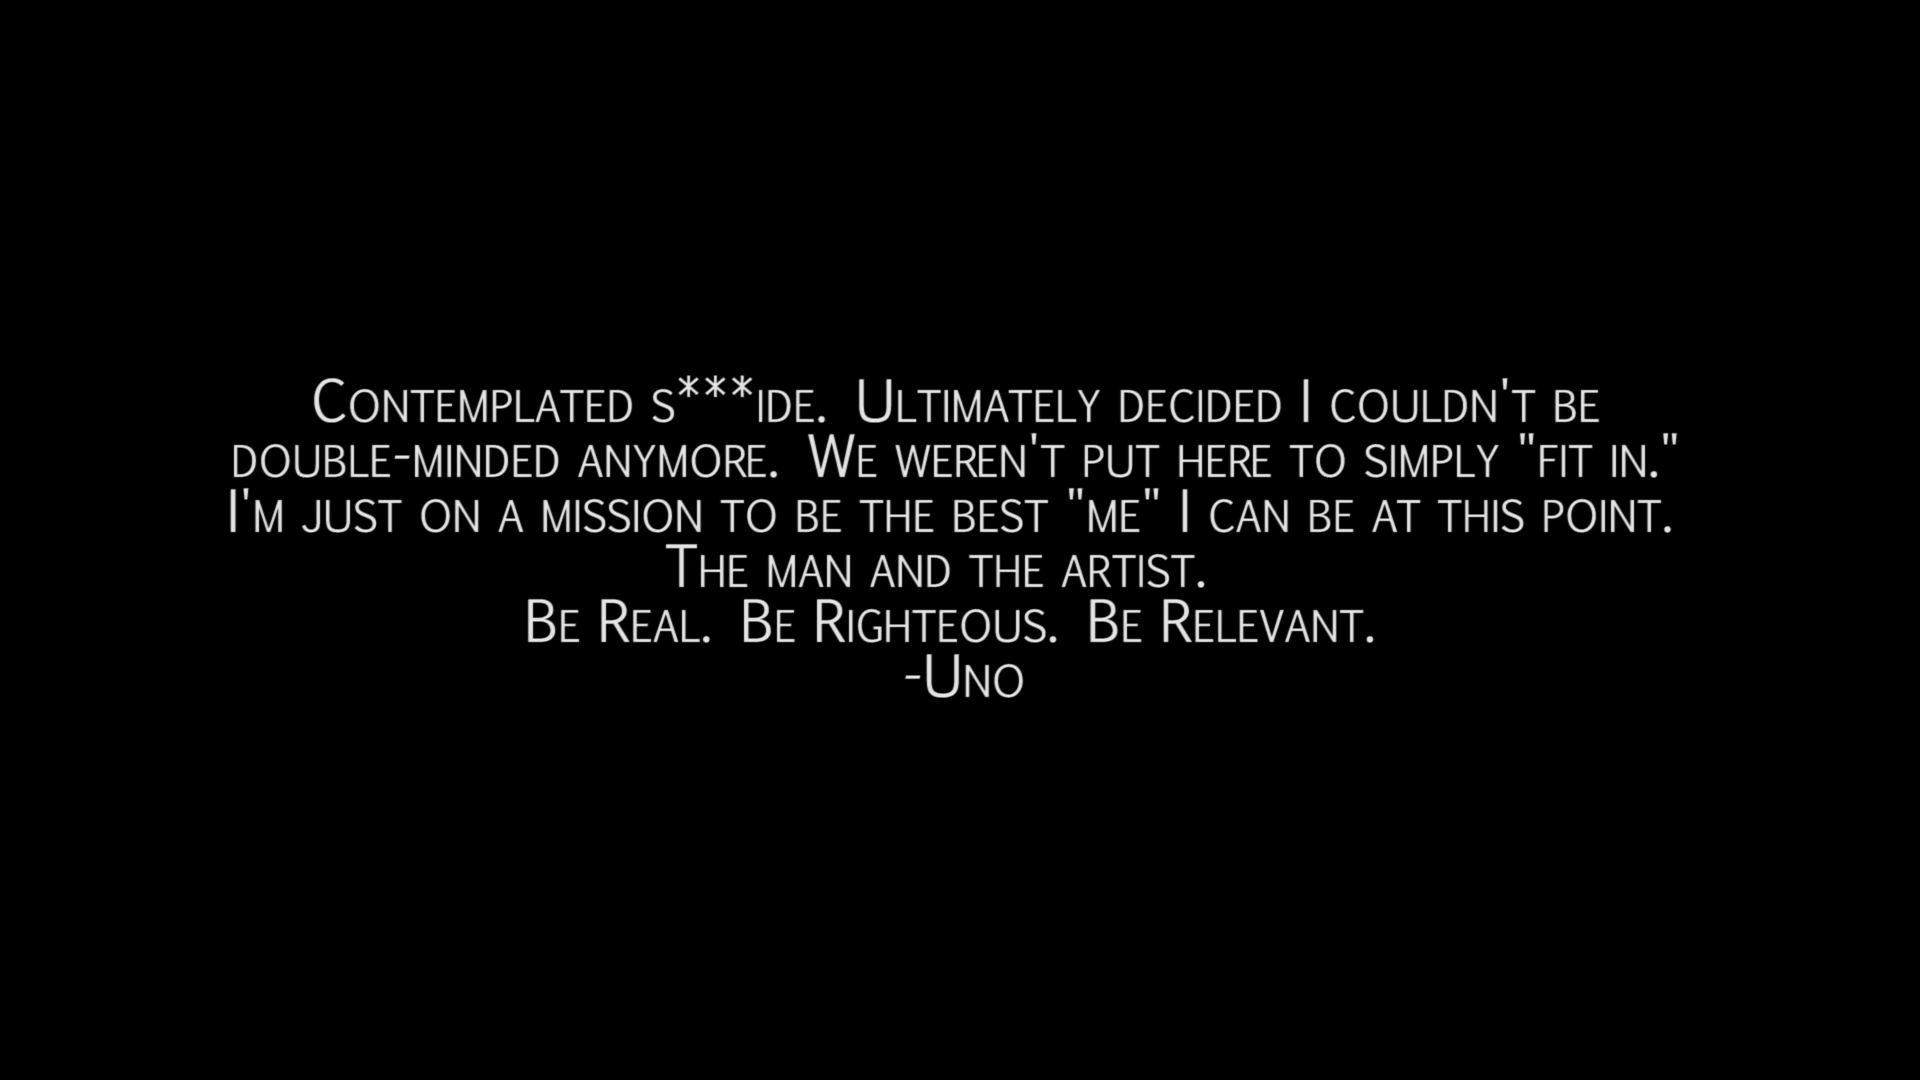 Contemplated s***ide.  Ultimately decided I couldn't be
double-minded anymore.  We weren't put here to simply "fit in."
I'm just on a mission to be the best "me" I can be at this point.
The man and the artist.
Be Real.  Be Righteous.  Be Relevant.
-Uno